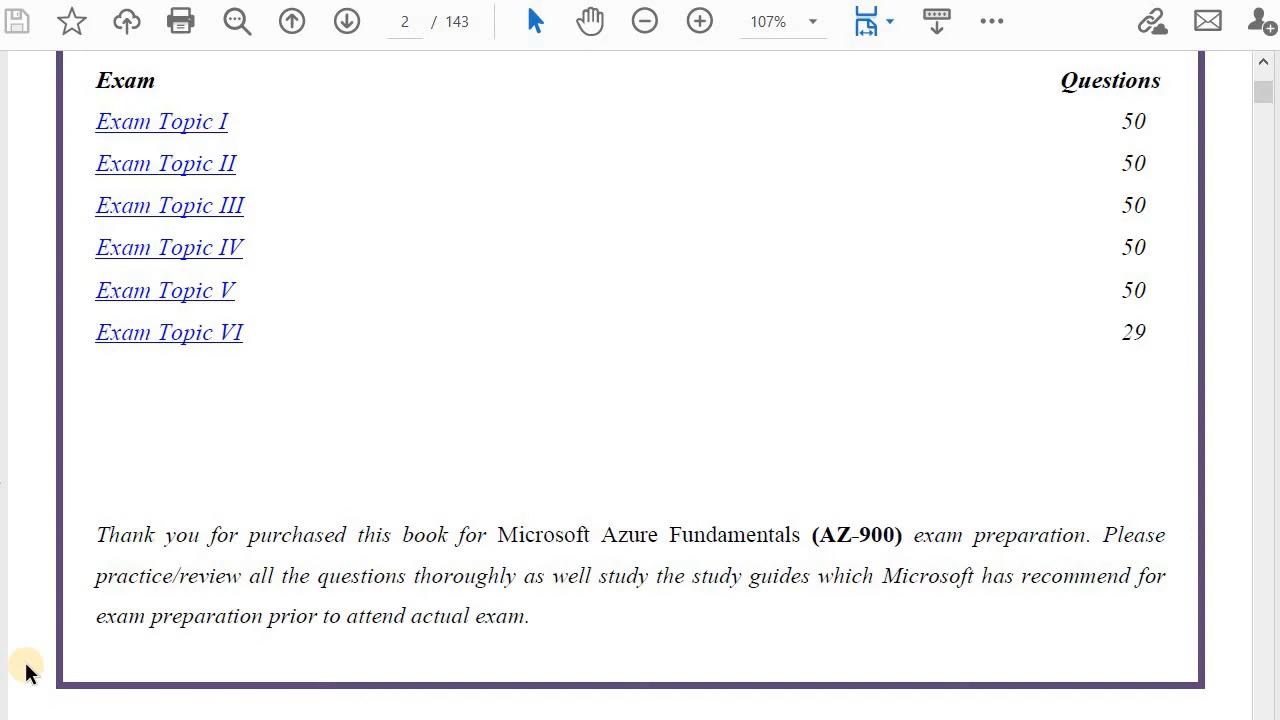 2 / 143 107%
Exam Questions
Exam Topic I 50
Exam Topic II 50
Exam Topic III 50
Exam Topic IV 50
Exam Topic V 50
Exam Topic VI 29
Thank you for purchased this book for Microsoft Azure Fundamentals (AZ-900) exam preparation. Please
practice/review all the questions thoroughly as well study the study guides which Microsoft has recommend for
exam preparation prior to attend actual exam.